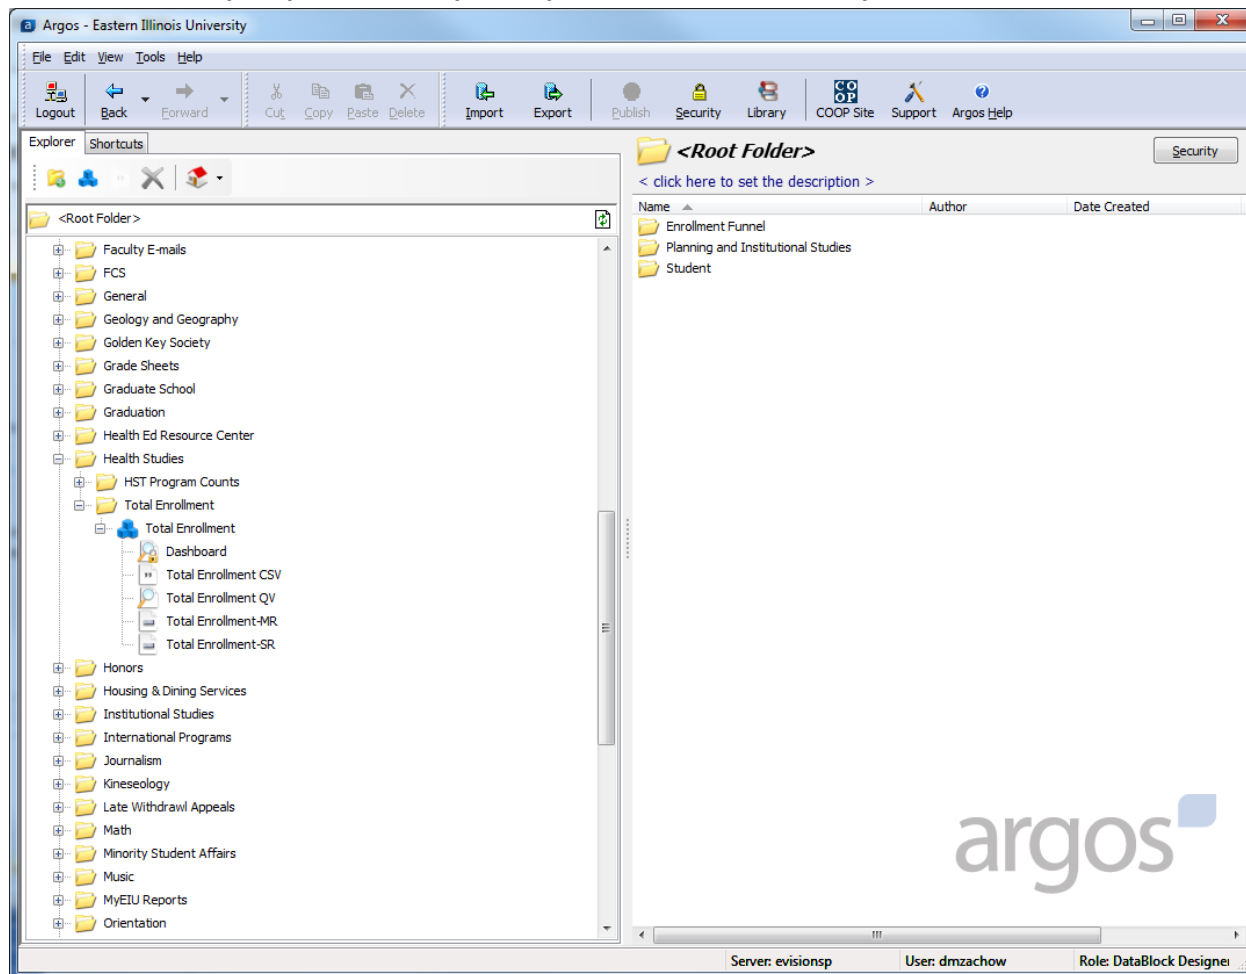 Argos - Eastern Illinois University
File Edit View Tools Help
Logout Back Forward Cut Copy Paste Delete Import Export Publish Security Library COOP Site Support Argos Help
Explorer Shortcuts
<Root Folder>
Faculty E-mails
FCS
General
Geology and Geography
Golden Key Society
Grade Sheets
Graduate School
Graduation
Health Ed Resource Center
Health Studies
HST Program Counts
Total Enrollment
Total Enrollment
Dashboard
Total Enrollment CSV
Total Enrollment QV
Total Enrollment-MR
Total Enrollment-SR
Honors
Housing & Dining Services
Institutional Studies
International Programs
Journalism
Kineseology
Late Withdrawl Appeals
Math
Minority Student Affairs
Music
MyEIU Reports
Orientation
<Root Folder>
Security
< click here to set the description >
Name Author Date Created
Enrollment Funnel
Planning and Institutional Studies
Student
argos
Server: evisionsp User: dmzachow Role: DataBlock Designer